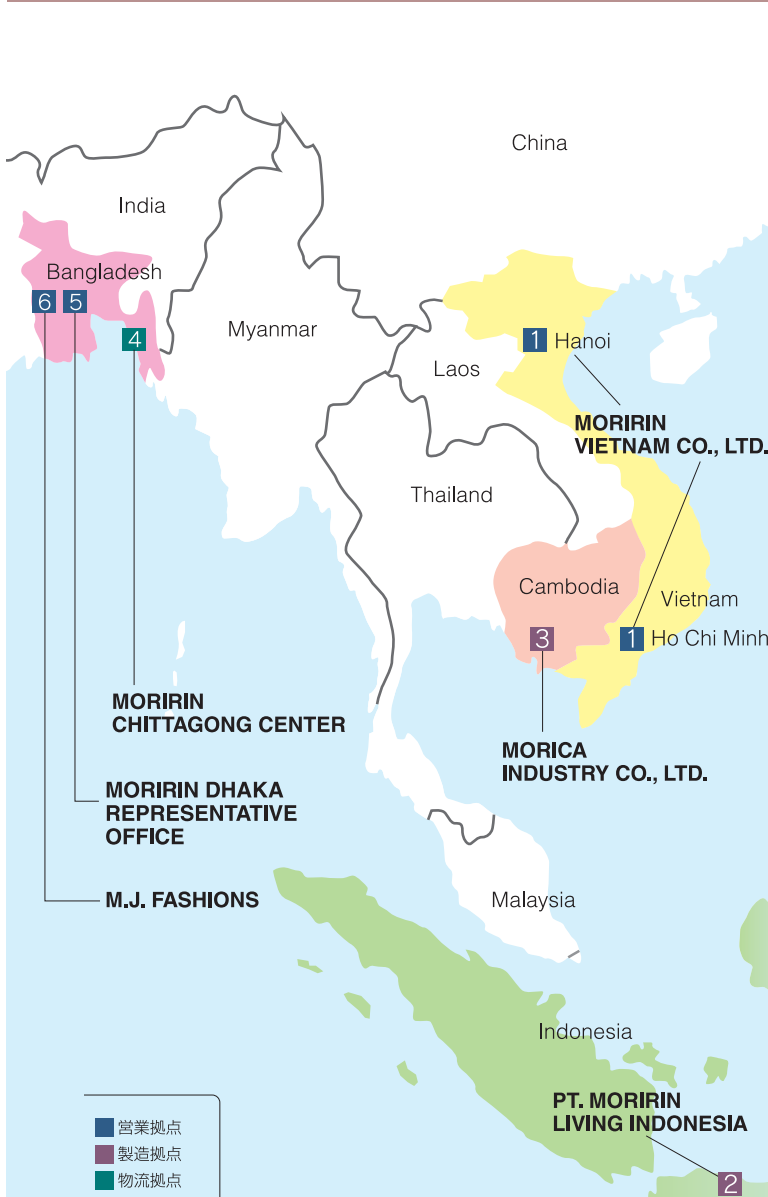 China
India
Bangladesh
6 5
4
Myanmar
1 Hanoi
Laos
MORIRIN
VIETNAM CO., LTD.
Thailand
Cambodia
Vietnam
3
1 Ho Chi Minh
MORIRIN
CHITTAGONG CENTER
MORICA
INDUSTRY CO., LTD.
MORIRIN DHAKA
REPRESENTATIVE
OFFICE
M.J. FASHIONS
Malaysia
Indonesia
PT. MORIRIN
LIVING INDONESIA
2
営業拠点
製造拠点
物流拠点